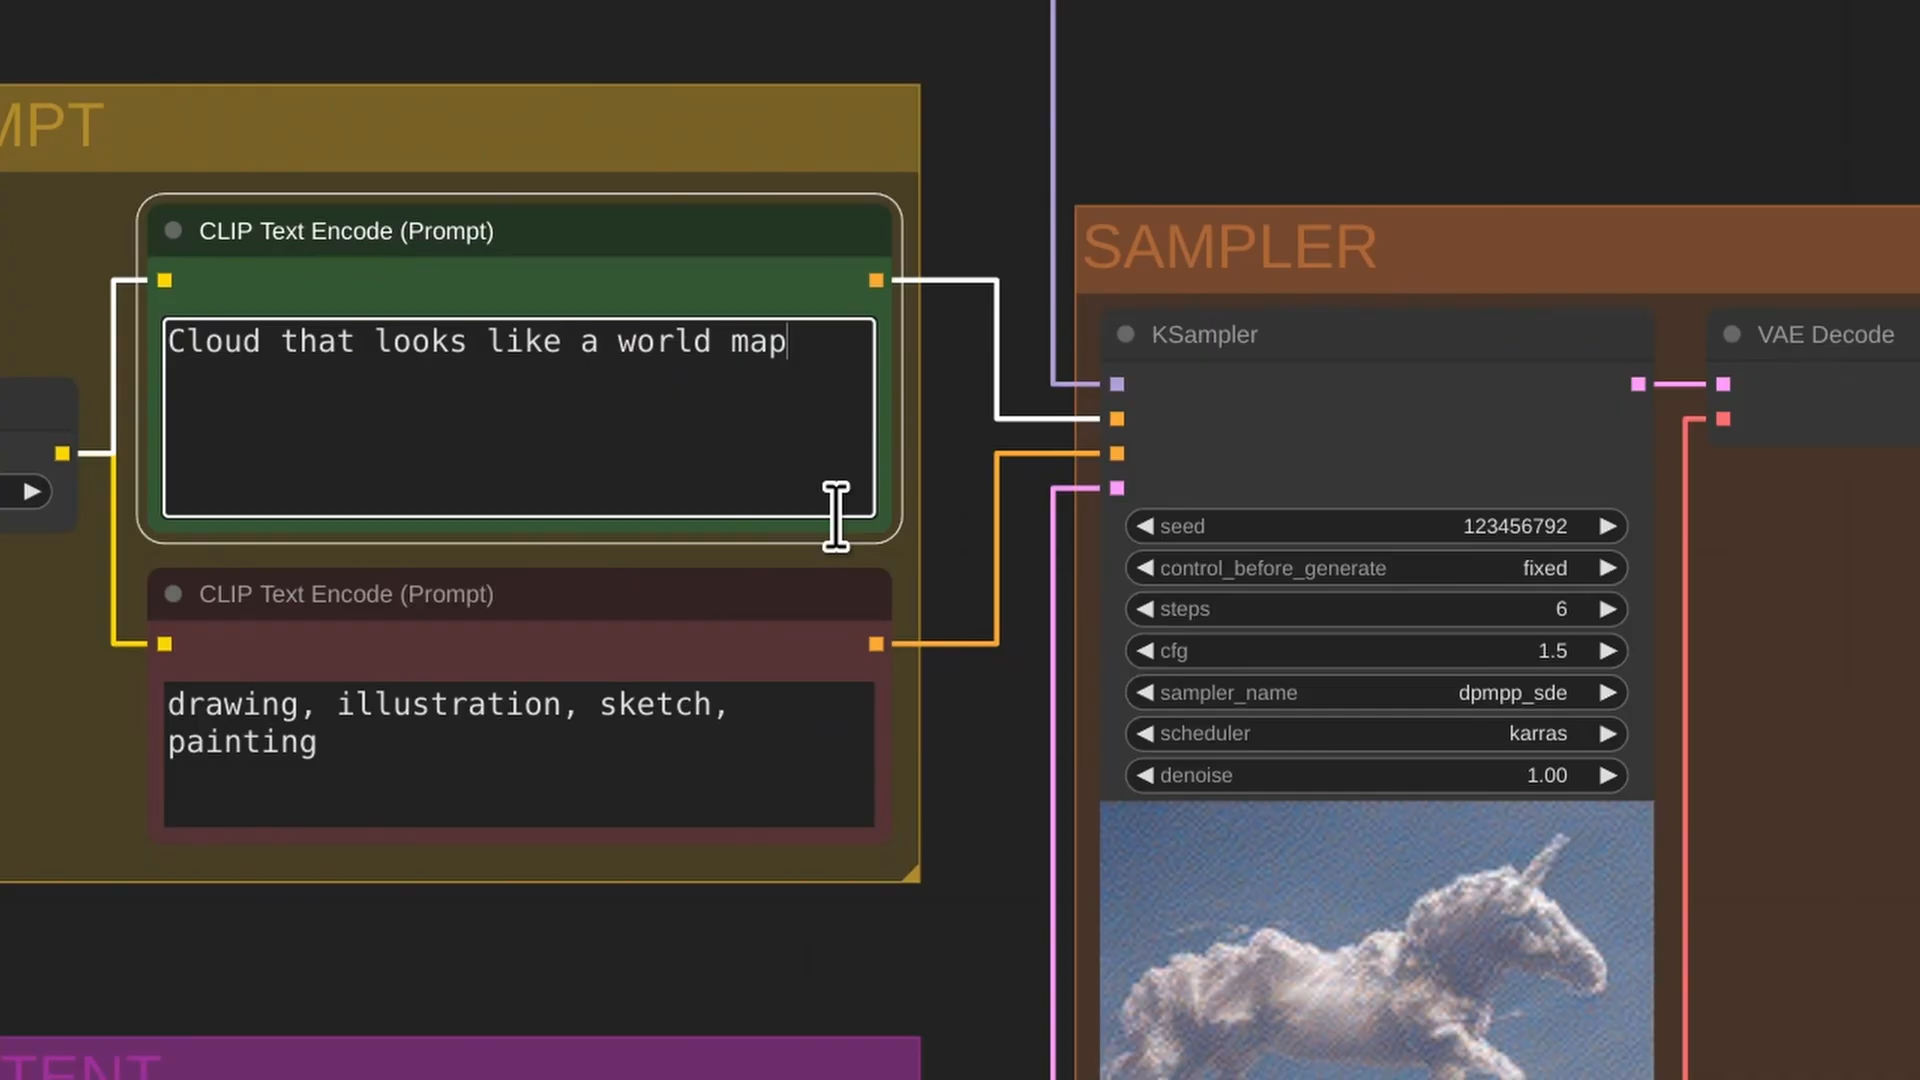 MPT
CLIP Text Encode (Prompt)
Cloud that looks like a world map
CLIP Text Encode (Prompt)
drawing, illustration, sketch,
painting
TENT
SAMPLER
KSampler
seed 123456792
control_before_generate fixed
steps 6
cfg 1.5
sampler_name dpmpp_sde
scheduler karras
denoise 1.00
VAE Decode